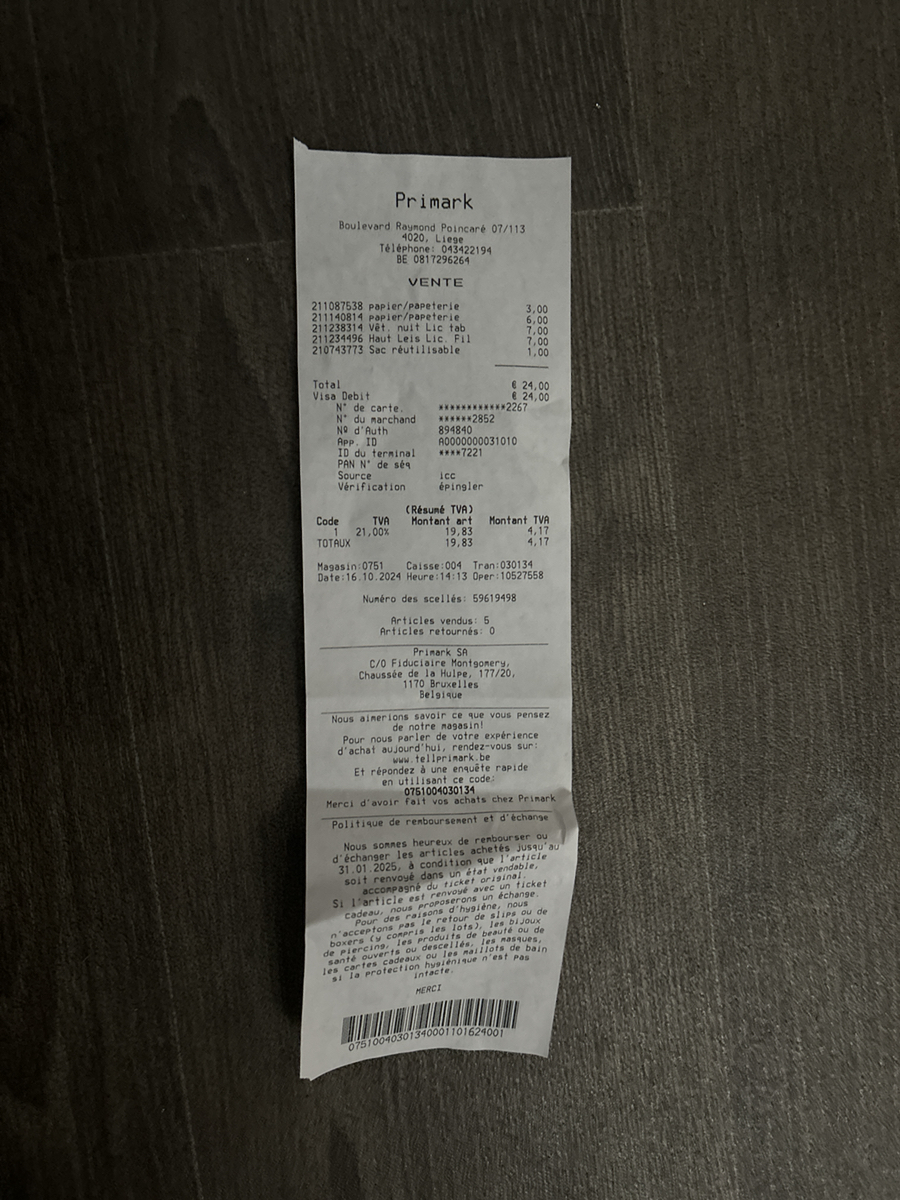 Primark
Boulevard Raymond Poincaré 07/113
4020, Liege
Téléphone: 043422194
BE 0817296264
VENTE
211087538 papier/papeterie 3,00
211140814 papier/papeterie 6,00
211238314 Vêt. nuit Lic tab 7,00
211234496 Haut Leis Lic. Fil 7,00
210743773 Sac réutilisable 1,00
Total € 24,00
Visa Debit € 24,00
N° de carte. ************2267
N° du marchand ******2852
Nº d'Auth 894840
App. ID A0000000031010
ID du terminal ****7221
PAN N° de séq
Source icc
Vérification épingler
(Résumé TVA)
Code TVA Montant art Montant TVA
1 21,00% 19,83 4,17
TOTAUX 19,83 4,17
Magasin:0751 Caisse:004 Tran:030134
Date:16.10.2024 Heure:14:13 Oper:10527558
Numéro des scellés: 59619498
Articles vendus: 5
Articles retournés: 0
Primark SA
C/O Fiduciaire Montgomery,
Chaussée de la Hulpe, 177/20,
1170 Bruxelles
Belgique
Nous aimerions savoir ce que vous pensez
de notre magasin!
Pour nous parler de votre expérience
d'achat aujourd'hui, rendez-vous sur:
www.tellprimark.be
Et répondez à une enquête rapide
en utilisant ce code:
0751004030134
Merci d'avoir fait vos achats chez Primark
Politique de remboursement et d'échange
Nous sommes heureux de rembourser ou
d'échanger les articles achetés jusqu'au
31.01.2025, à condition que l'article
soit renvoyé dans un état vendable,
accompagné du ticket original.
Si l'article est renvoyé avec un ticket
cadeau, nous proposerons un échange.
Pour des raisons d'hygiène, nous
n'acceptons pas le retour de slips ou de
boxers (y compris les lots), les bijoux
de piercing, les produits de beauté ou de
santé ouverts ou descellés, les masques,
les cartes cadeaux ou les maillots de bain
si la protection hygiénique n'est pas
intacte.
MERCI
07510040301340001101624001